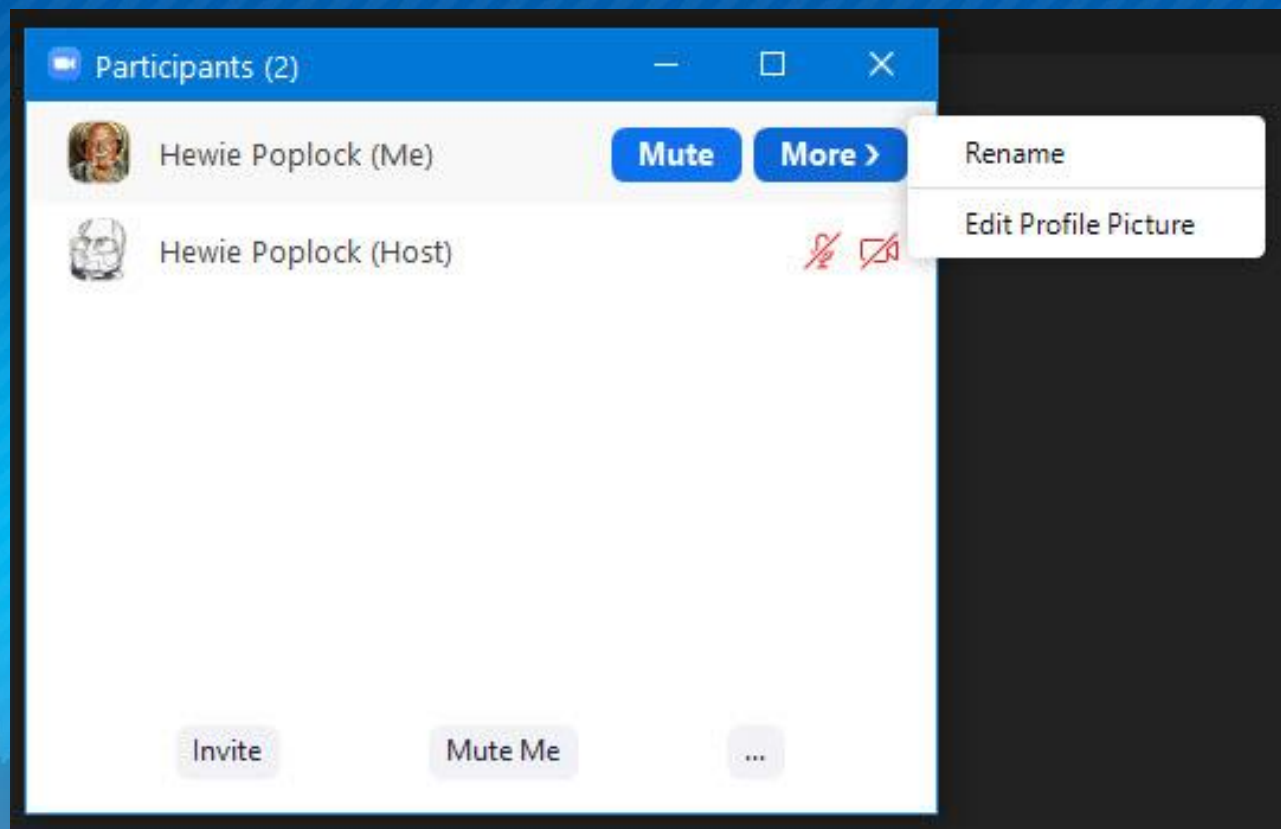 Participants (2)
Hewie Poplock (Me)
Mute
More >
Rename
Edit Profile Picture
Hewie Poplock (Host)
Invite
Mute Me
...